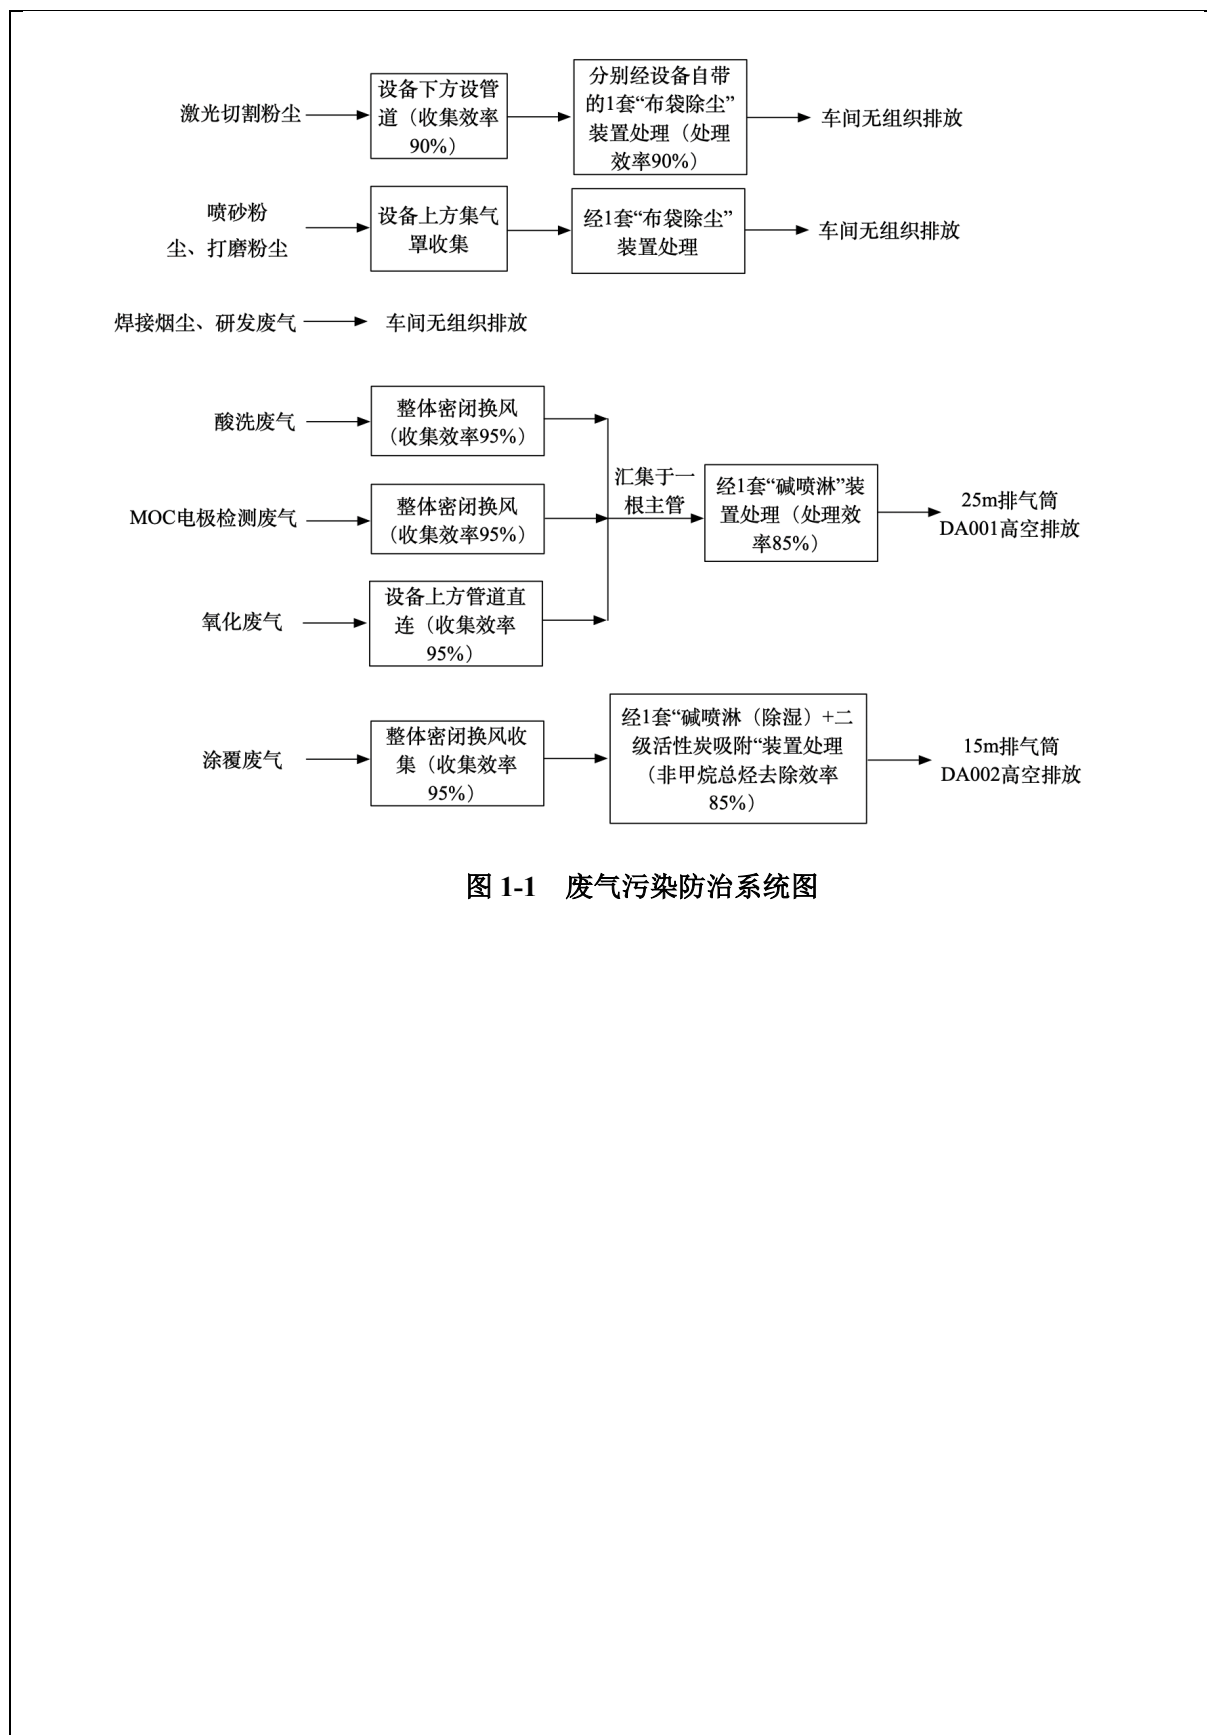 激光切割粉尘
设备下方设管
道（收集效率
90%）
分别经设备自带
的1套“布袋除尘”
装置处理（处理
效率90%）
车间无组织排放
喷砂粉
尘、打磨粉尘
设备上方集气
罩收集
经1套“布袋除尘”
装置处理
车间无组织排放
焊接烟尘、研发废气
车间无组织排放
酸洗废气
整体密闭换风
（收集效率95%）
MOC电极检测废气
整体密闭换风
（收集效率95%）
氧化废气
设备上方管道直
连（收集效率
95%）
汇集于一
根主管
经1套“碱喷淋”装
置处理（处理效
率85%）
25m排气筒
DA001高空排放
涂覆废气
整体密闭换风收
集（收集效率
95%）
经1套“碱喷淋（除湿）+二
级活性炭吸附“装置处理
（非甲烷总烃去除效率
85%）
15m排气筒
DA002高空排放
图 1-1 废气污染防治系统图